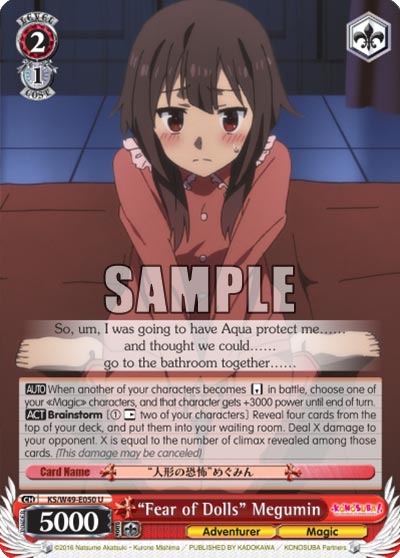 LEVEL
2
1
COST
SAMPLE
So, um, I was going to have Aqua protect me……
and thought we could……
go to the bathroom together……
AUTO When another of your characters becomes [▾] in battle, choose one of
your «Magic» characters, and that character gets +3000 power until end of turn.
ACT Brainstorm [① ▾ two of your characters] Reveal four cards from
the top of your deck, and put them into your waiting room. Deal X damage to
your opponent. X is equal to the number of climax revealed among those
cards. (This damage may be cancelled)
Card Name
“人形の恐怖”めぐみん
CH KS/W49-E050 U
5000
“Fear of Dolls” Megumin
KONOSUBA
Adventurer
Magic
©2016 Natsume Akatsuki・Kurone Mishima / PUBLISHED BY KADOKAWA / KONOSUBA Partners